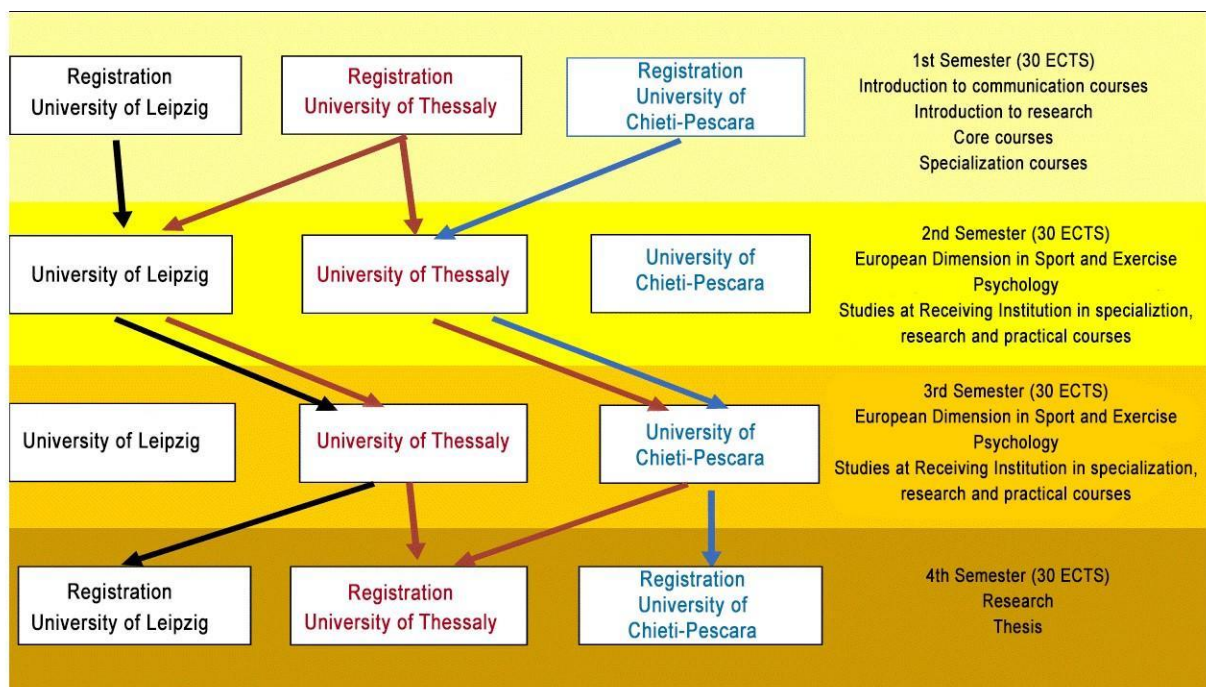 Registration
University of Leipzig
Registration
University of Thessaly
Registration
University of
Chieti-Pescara
1st Semester (30 ECTS)
Introduction to communication courses
Introduction to research
Core courses
Specialization courses
University of Leipzig
University of Thessaly
University of
Chieti-Pescara
2nd Semester (30 ECTS)
European Dimension in Sport and Exercise
Psychology
Studies at Receiving Institution in specializtion,
research and practical courses
University of Leipzig
University of Thessaly
University of
Chieti-Pescara
3rd Semester (30 ECTS)
European Dimension in Sport and Exercise
Psychology
Studies at Receiving Institution in specialization,
research and practical courses
Registration
University of Leipzig
Registration
University of Thessaly
Registration
University of
Chieti-Pescara
4th Semester (30 ECTS)
Research
Thesis